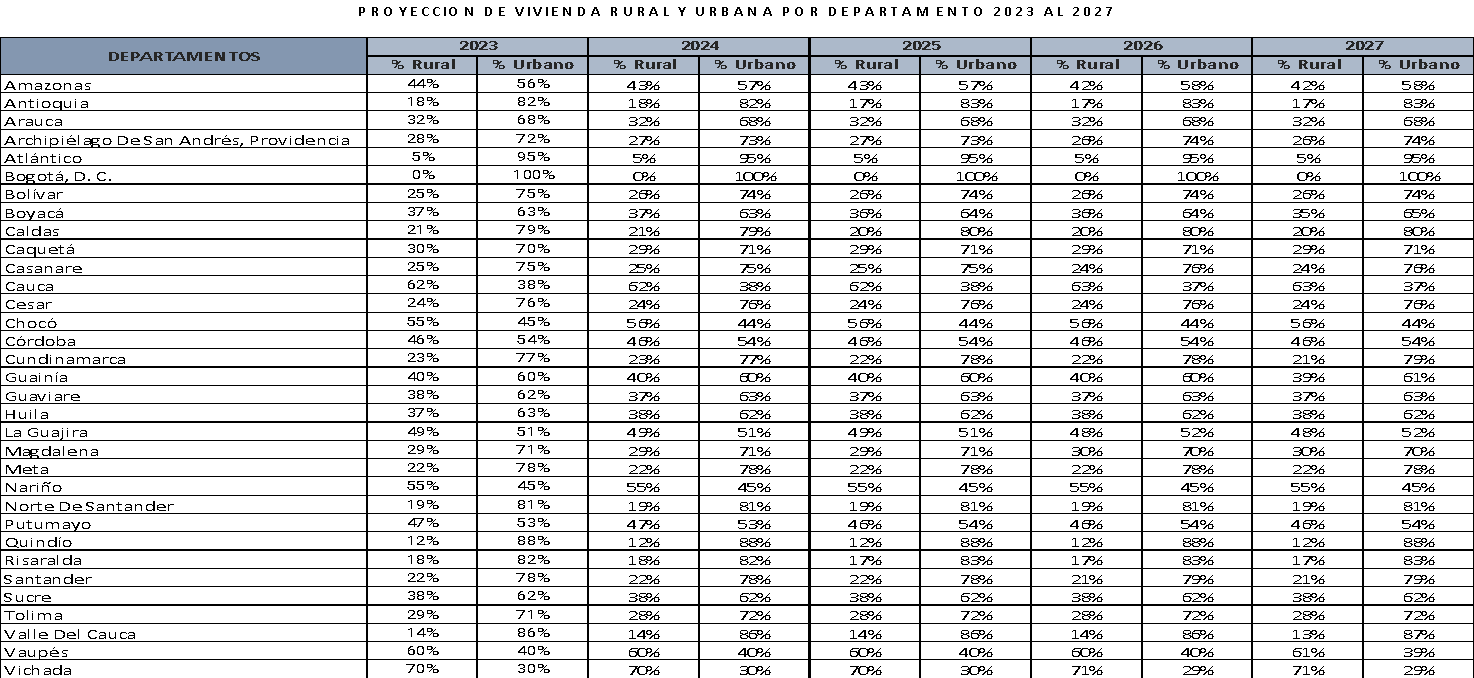 PROYECCION DE VIVIENDA RURAL Y URBANA POR DEPARTAMENTO 2023 AL 2027
DEPARTAMENTOS 2023 2024 2025 2026 2027
% Rural % Urbano % Rural % Urbano % Rural % Urbano % Rural % Urbano % Rural % Urbano
Amazonas 44% 56% 43% 57% 43% 57% 42% 58% 42% 58%
Antioquia 18% 82% 18% 82% 17% 83% 17% 83% 17% 83%
Arauca 32% 68% 32% 68% 32% 68% 32% 68% 32% 68%
Archipiélago De San Andrés, Providencia 28% 72% 27% 73% 27% 73% 26% 74% 26% 74%
Atlántico 5% 95% 5% 95% 5% 95% 5% 95% 5% 95%
Bogotá, D. C. 0% 100% 0% 100% 0% 100% 0% 100% 0% 100%
Bolívar 25% 75% 26% 74% 26% 74% 26% 74% 26% 74%
Boyacá 37% 63% 37% 63% 36% 64% 36% 64% 35% 65%
Caldas 21% 79% 21% 79% 20% 80% 20% 80% 20% 80%
Caquetá 30% 70% 29% 71% 29% 71% 29% 71% 29% 71%
Casanare 25% 75% 25% 75% 25% 75% 24% 76% 24% 76%
Cauca 62% 38% 62% 38% 62% 38% 63% 37% 63% 37%
Cesar 24% 76% 24% 76% 24% 76% 24% 76% 24% 76%
Chocó 55% 45% 56% 44% 56% 44% 56% 44% 56% 44%
Córdoba 46% 54% 46% 54% 46% 54% 46% 54% 46% 54%
Cundinamarca 23% 77% 23% 77% 22% 78% 22% 78% 21% 79%
Guainía 40% 60% 40% 60% 40% 60% 40% 60% 39% 61%
Guaviare 38% 62% 37% 63% 37% 63% 37% 63% 37% 63%
Huila 37% 63% 38% 62% 38% 62% 38% 62% 38% 62%
La Guajira 49% 51% 49% 51% 49% 51% 48% 52% 48% 52%
Magdalena 29% 71% 29% 71% 29% 71% 30% 70% 30% 70%
Meta 22% 78% 22% 78% 22% 78% 22% 78% 22% 78%
Nariño 55% 45% 55% 45% 55% 45% 55% 45% 55% 45%
Norte De Santander 19% 81% 19% 81% 19% 81% 19% 81% 19% 81%
Putumayo 47% 53% 47% 53% 46% 54% 46% 54% 46% 54%
Quindío 12% 88% 12% 88% 12% 88% 12% 88% 12% 88%
Risaralda 18% 82% 18% 82% 17% 83% 17% 83% 17% 83%
Santander 22% 78% 22% 78% 22% 78% 21% 79% 21% 79%
Sucre 38% 62% 38% 62% 38% 62% 38% 62% 38% 62%
Tolima 29% 71% 28% 72% 28% 72% 28% 72% 28% 72%
Valle Del Cauca 14% 86% 14% 86% 14% 86% 14% 86% 13% 87%
Vaupés 60% 40% 60% 40% 60% 40% 60% 40% 61% 39%
Vichada 70% 30% 70% 30% 70% 30% 71% 29% 71% 29%